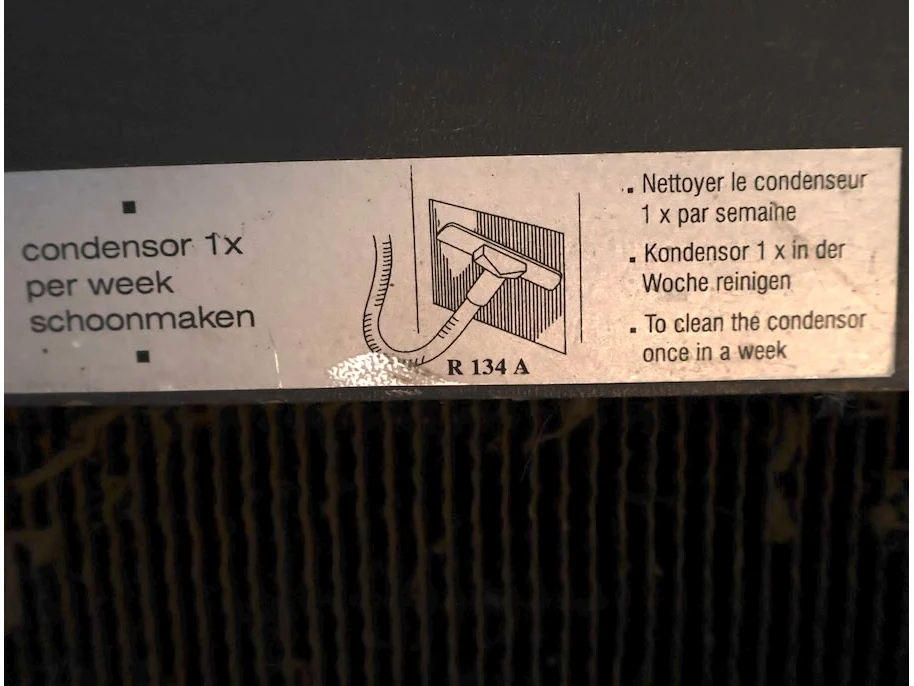 condensor 1x
per week
schoonmaken
R 134 A
Nettoyer le condenseur
1 x par semaine
Kondensor 1 x in der
Woche reinigen
To clean the condensor
once in a week